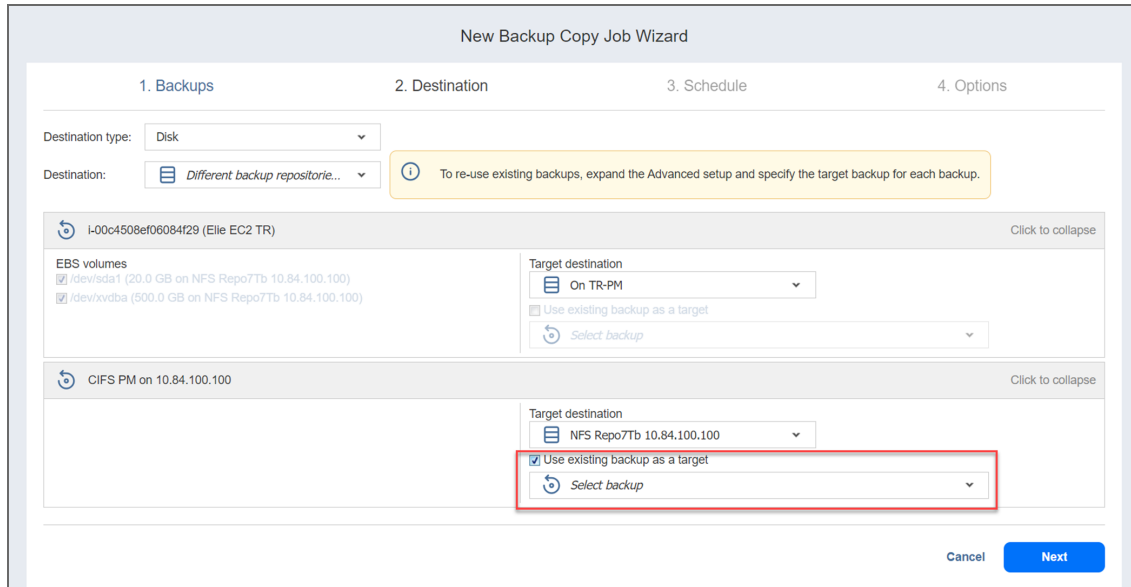 New Backup Copy Job Wizard
1. Backups
2. Destination
3. Schedule
4. Options
Destination type:
Disk
Destination:
Different backup repositorie...
To re-use existing backups, expand the Advanced setup and specify the target backup for each backup.
i-00c4508ef06084f29 (Elie EC2 TR)
Click to collapse
EBS volumes
/dev/sda1 (20.0 GB on NFS Repo7Tb 10.84.100.100)
/dev/xvdba (500.0 GB on NFS Repo7Tb 10.84.100.100)
Target destination
On TR-PM
Use existing backup as a target
Select backup
CIFS PM on 10.84.100.100
Click to collapse
Target destination
NFS Repo7Tb 10.84.100.100
Use existing backup as a target
Select backup
Cancel
Next